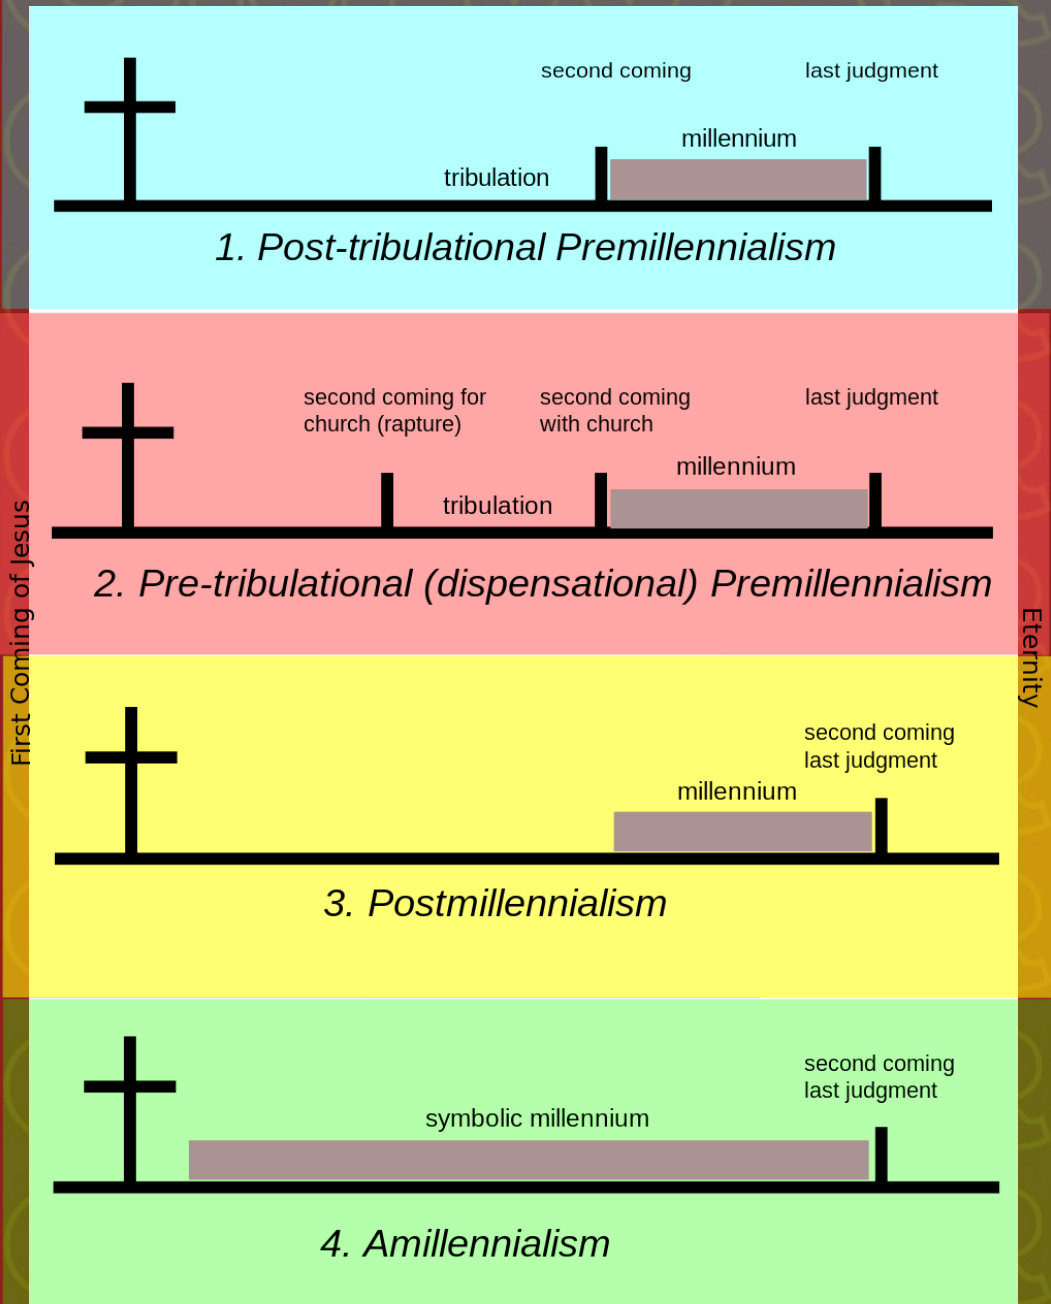 second coming
last judgment
millennium
tribulation
1. Post-tribulational Premillennialism
second coming for
church (rapture)
second coming
with church
last judgment
millennium
tribulation
2. Pre-tribulational (dispensational) Premillennialism
First Coming of Jesus
Eternity
second coming
last judgment
millennium
3. Postmillennialism
second coming
last judgment
symbolic millennium
4. Amillennialism